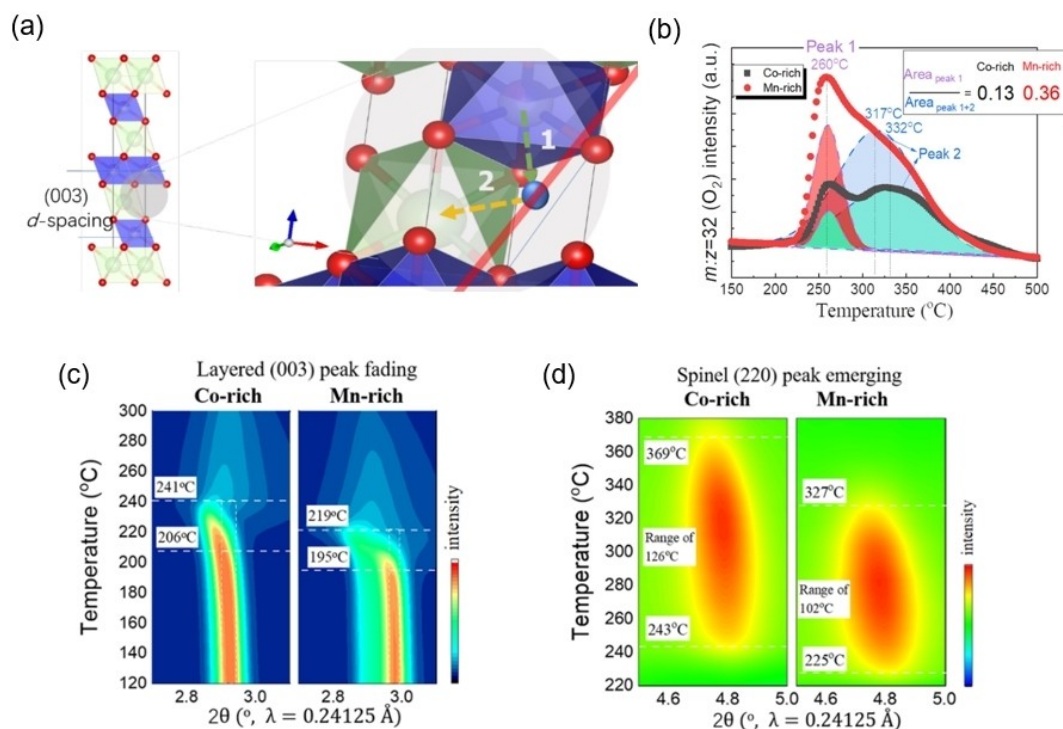 (a)
(003)
d-spacing
1
2
(b)
m:z=32 (O₂) intensity (a.u.)
Peak 1
260°C
Co-rich
Mn-rich
Co-rich Mn-rich
Area peak 1
Area peak 1+2
= 0.13 0.36
317°C
332°C
Peak 2
150 200 250 300 350 400 450 500
Temperature (°C)
(c)
Layered (003) peak fading
Co-rich Mn-rich
Temperature (°C)
300
280
260
240
220
200
180
160
140
120
241°C
206°C
219°C
195°C
intensity
2.8 3.0 2.8 3.0
2θ (°, λ = 0.24125 Å)
(d)
Spinel (220) peak emerging
Co-rich Mn-rich
Temperature (°C)
380
360
340
320
300
280
260
240
220
369°C
Range of
126°C
243°C
327°C
Range of
102°C
225°C
intensity
4.6 4.8 5.0 4.6 4.8 5.0
2θ (°, λ = 0.24125 Å)